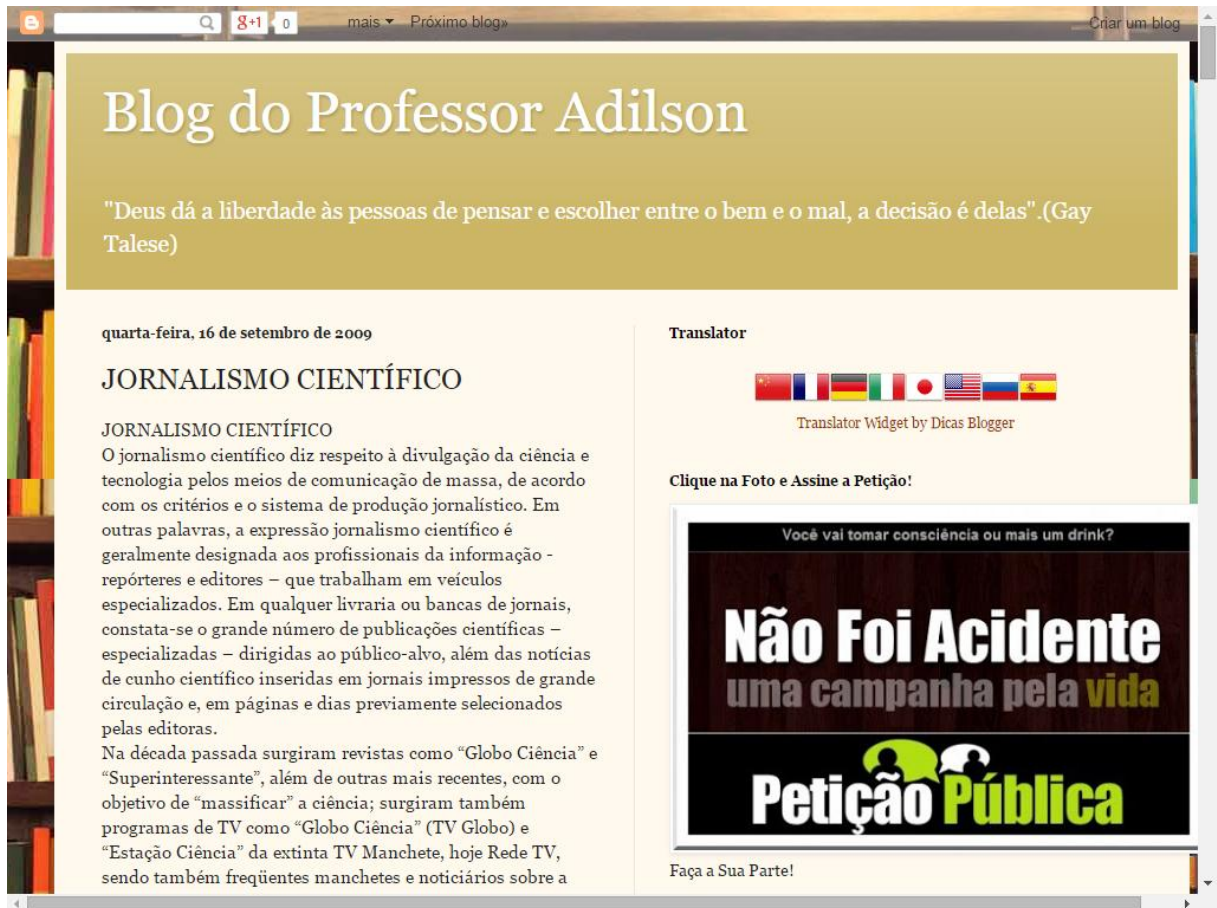 g+1 0 mais Próximo blog» Criar um blog
Blog do Professor Adilson
"Deus dá a liberdade às pessoas de pensar e escolher entre o bem e o mal, a decisão é delas".(Gay
Talese)
quarta-feira, 16 de setembro de 2009
JORNALISMO CIENTÍFICO
JORNALISMO CIENTÍFICO
O jornalismo científico diz respeito à divulgação da ciência e
tecnologia pelos meios de comunicação de massa, de acordo
com os critérios e o sistema de produção jornalístico. Em
outras palavras, a expressão jornalismo científico é
geralmente designada aos profissionais da informação -
repórteres e editores – que trabalham em veículos
especializados. Em qualquer livraria ou bancas de jornais,
constata-se o grande número de publicações científicas –
especializadas – dirigidas ao público-alvo, além das notícias
de cunho científico inseridas em jornais impressos de grande
circulação e, em páginas e dias previamente selecionados
pelas editoras.
Na década passada surgiram revistas como “Globo Ciência” e
“Superinteressante”, além de outras mais recentes, com o
objetivo de “massificar” a ciência; surgiram também
programas de TV como “Globo Ciência” (TV Globo) e
“Estação Ciência” da extinta TV Manchete, hoje Rede TV,
sendo também freqüentes manchetes e noticiários sobre a
Translator
Translator Widget by Dicas Blogger
Clique na Foto e Assine a Petição!
Você vai tomar consciência ou mais um drink?
Não Foi Acidente
uma campanha pela vida
Petição Pública
Faça a Sua Parte!